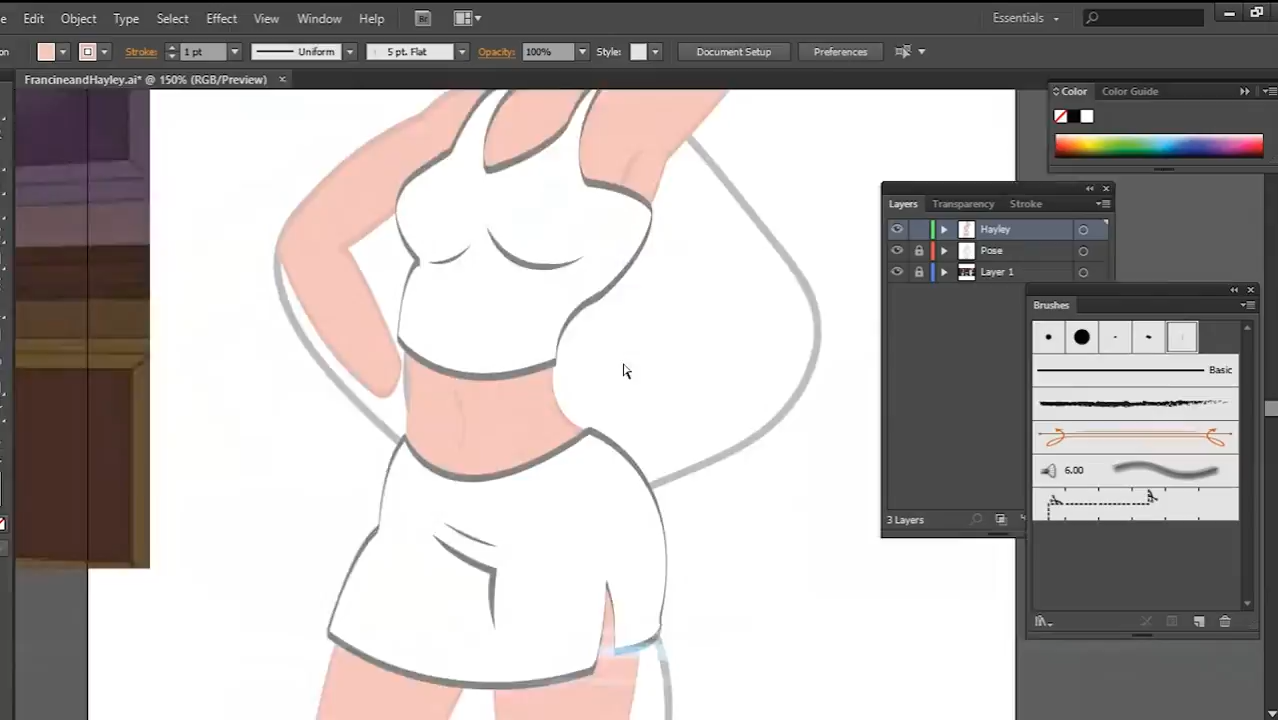 e Edit Object Type Select Effect View Window Help Br Essentials
on Stroke: 1 pt Uniform 5 pt. Flat Opacity: 100% Style: Document Setup Preferences
FrancineandHayley.ai* @ 150% (RGB/Preview) ×
Color Color Guide
Layers Transparency Stroke
Hayley
Pose
Layer 1
3 Layers
Brushes
Basic
6.00